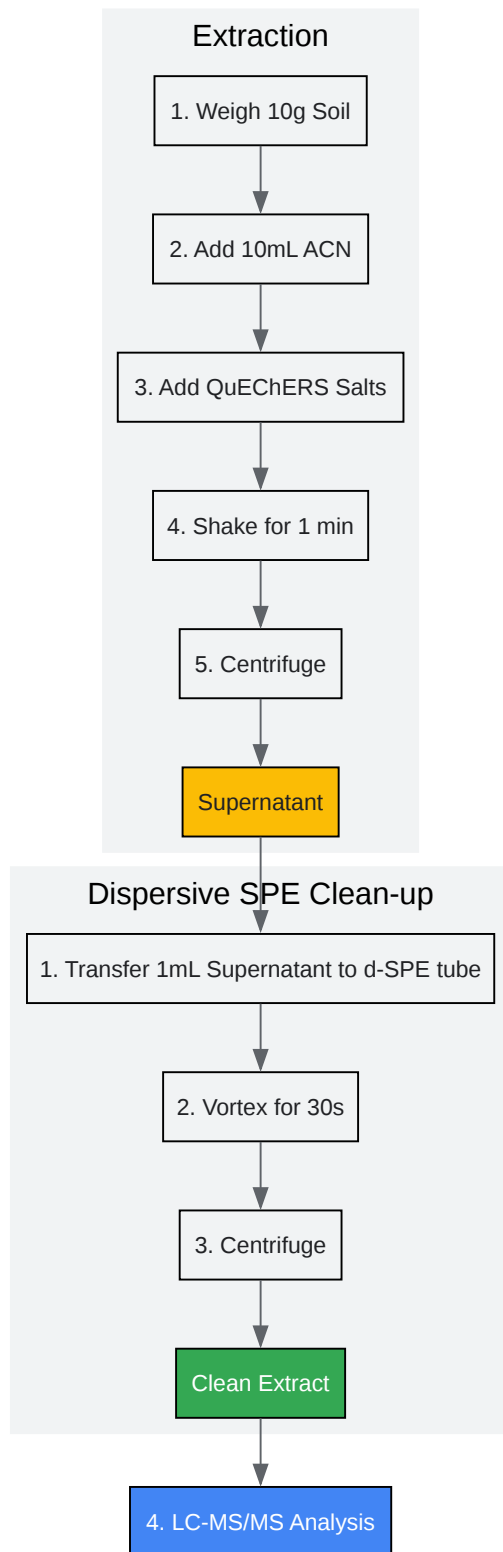 Extraction
1. Weigh 10g Soil
2. Add 10mL ACN
3. Add QuEChERS Salts
4. Shake for 1 min
5. Centrifuge
Supernatant
Dispersive SPE Clean-up
1. Transfer 1mL Supernatant to d-SPE tube
2. Vortex for 30s
3. Centrifuge
Clean Extract
4. LC-MS/MS Analysis